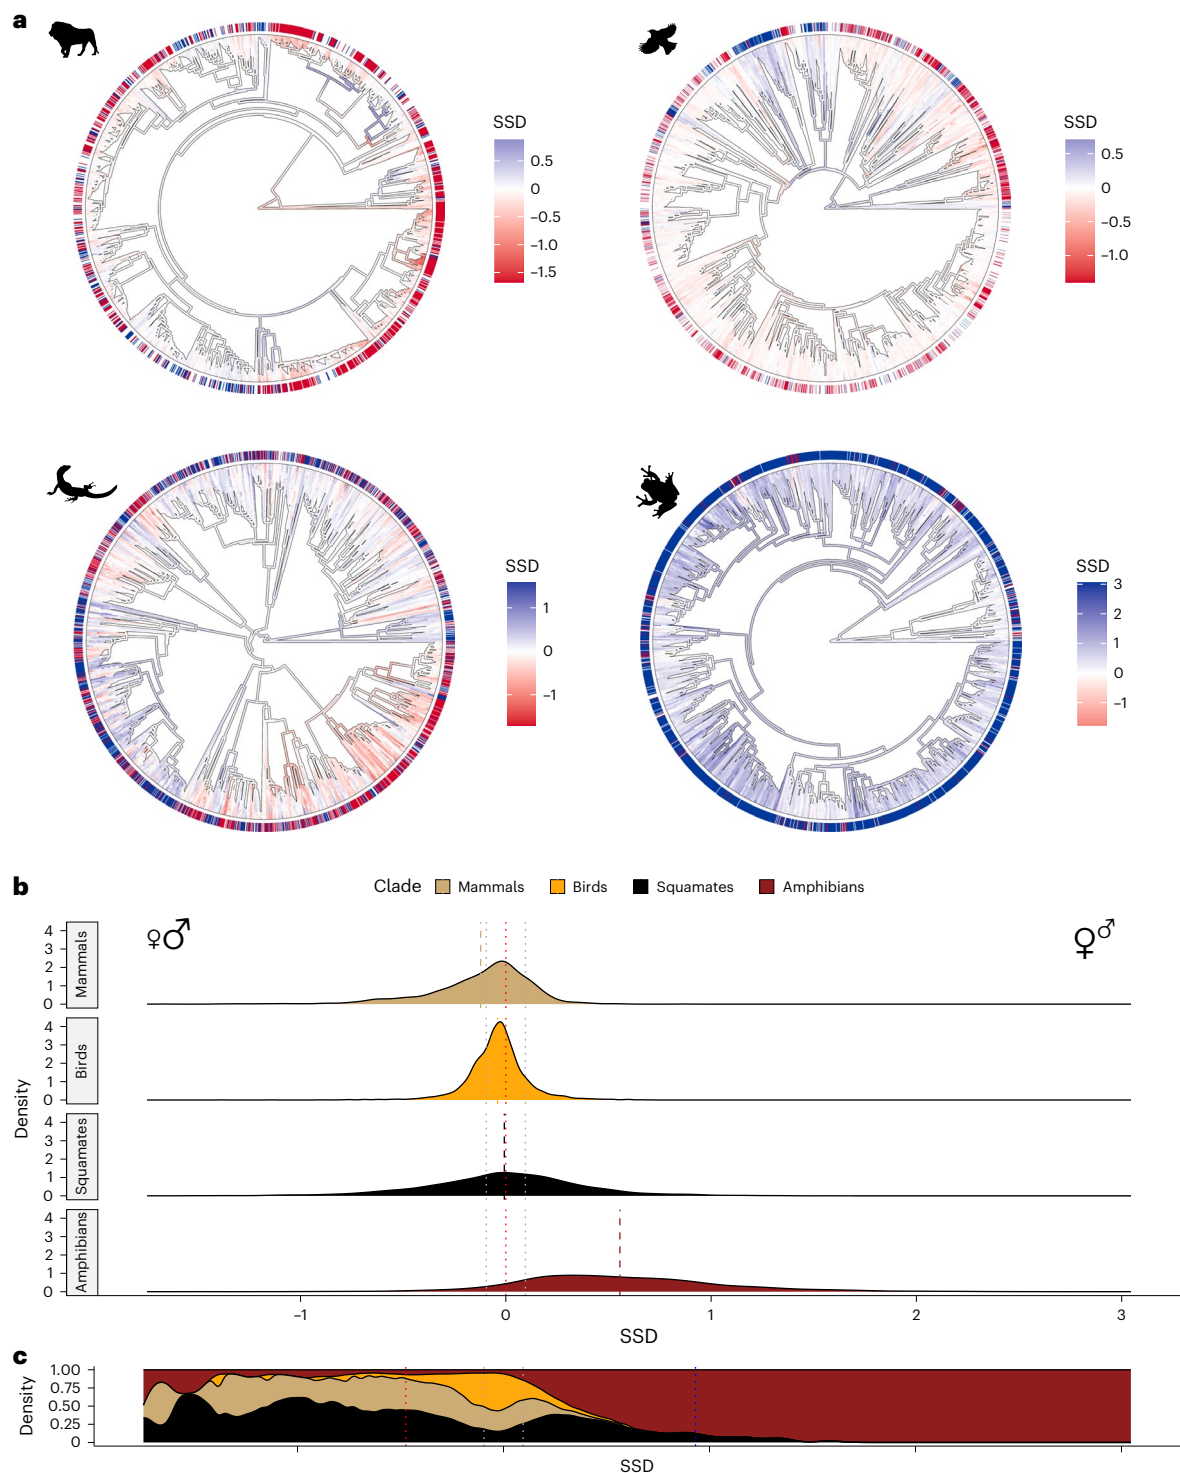 a
SSD
0.5
0
−0.5
−1.0
−1.5
SSD
0.5
0
−0.5
−1.0
SSD
1
0
−1
SSD
3
2
1
0
−1
b
Clade Mammals Birds Squamates Amphibians
♀♂ ♀♂
Density
Mammals
4
3
2
1
0
Birds
4
3
2
1
0
Squamates
4
3
2
1
0
Amphibians
4
3
2
1
0
−1 0 1 2 3
SSD
c
Density
1.00
0.75
0.50
0.25
0
SSD